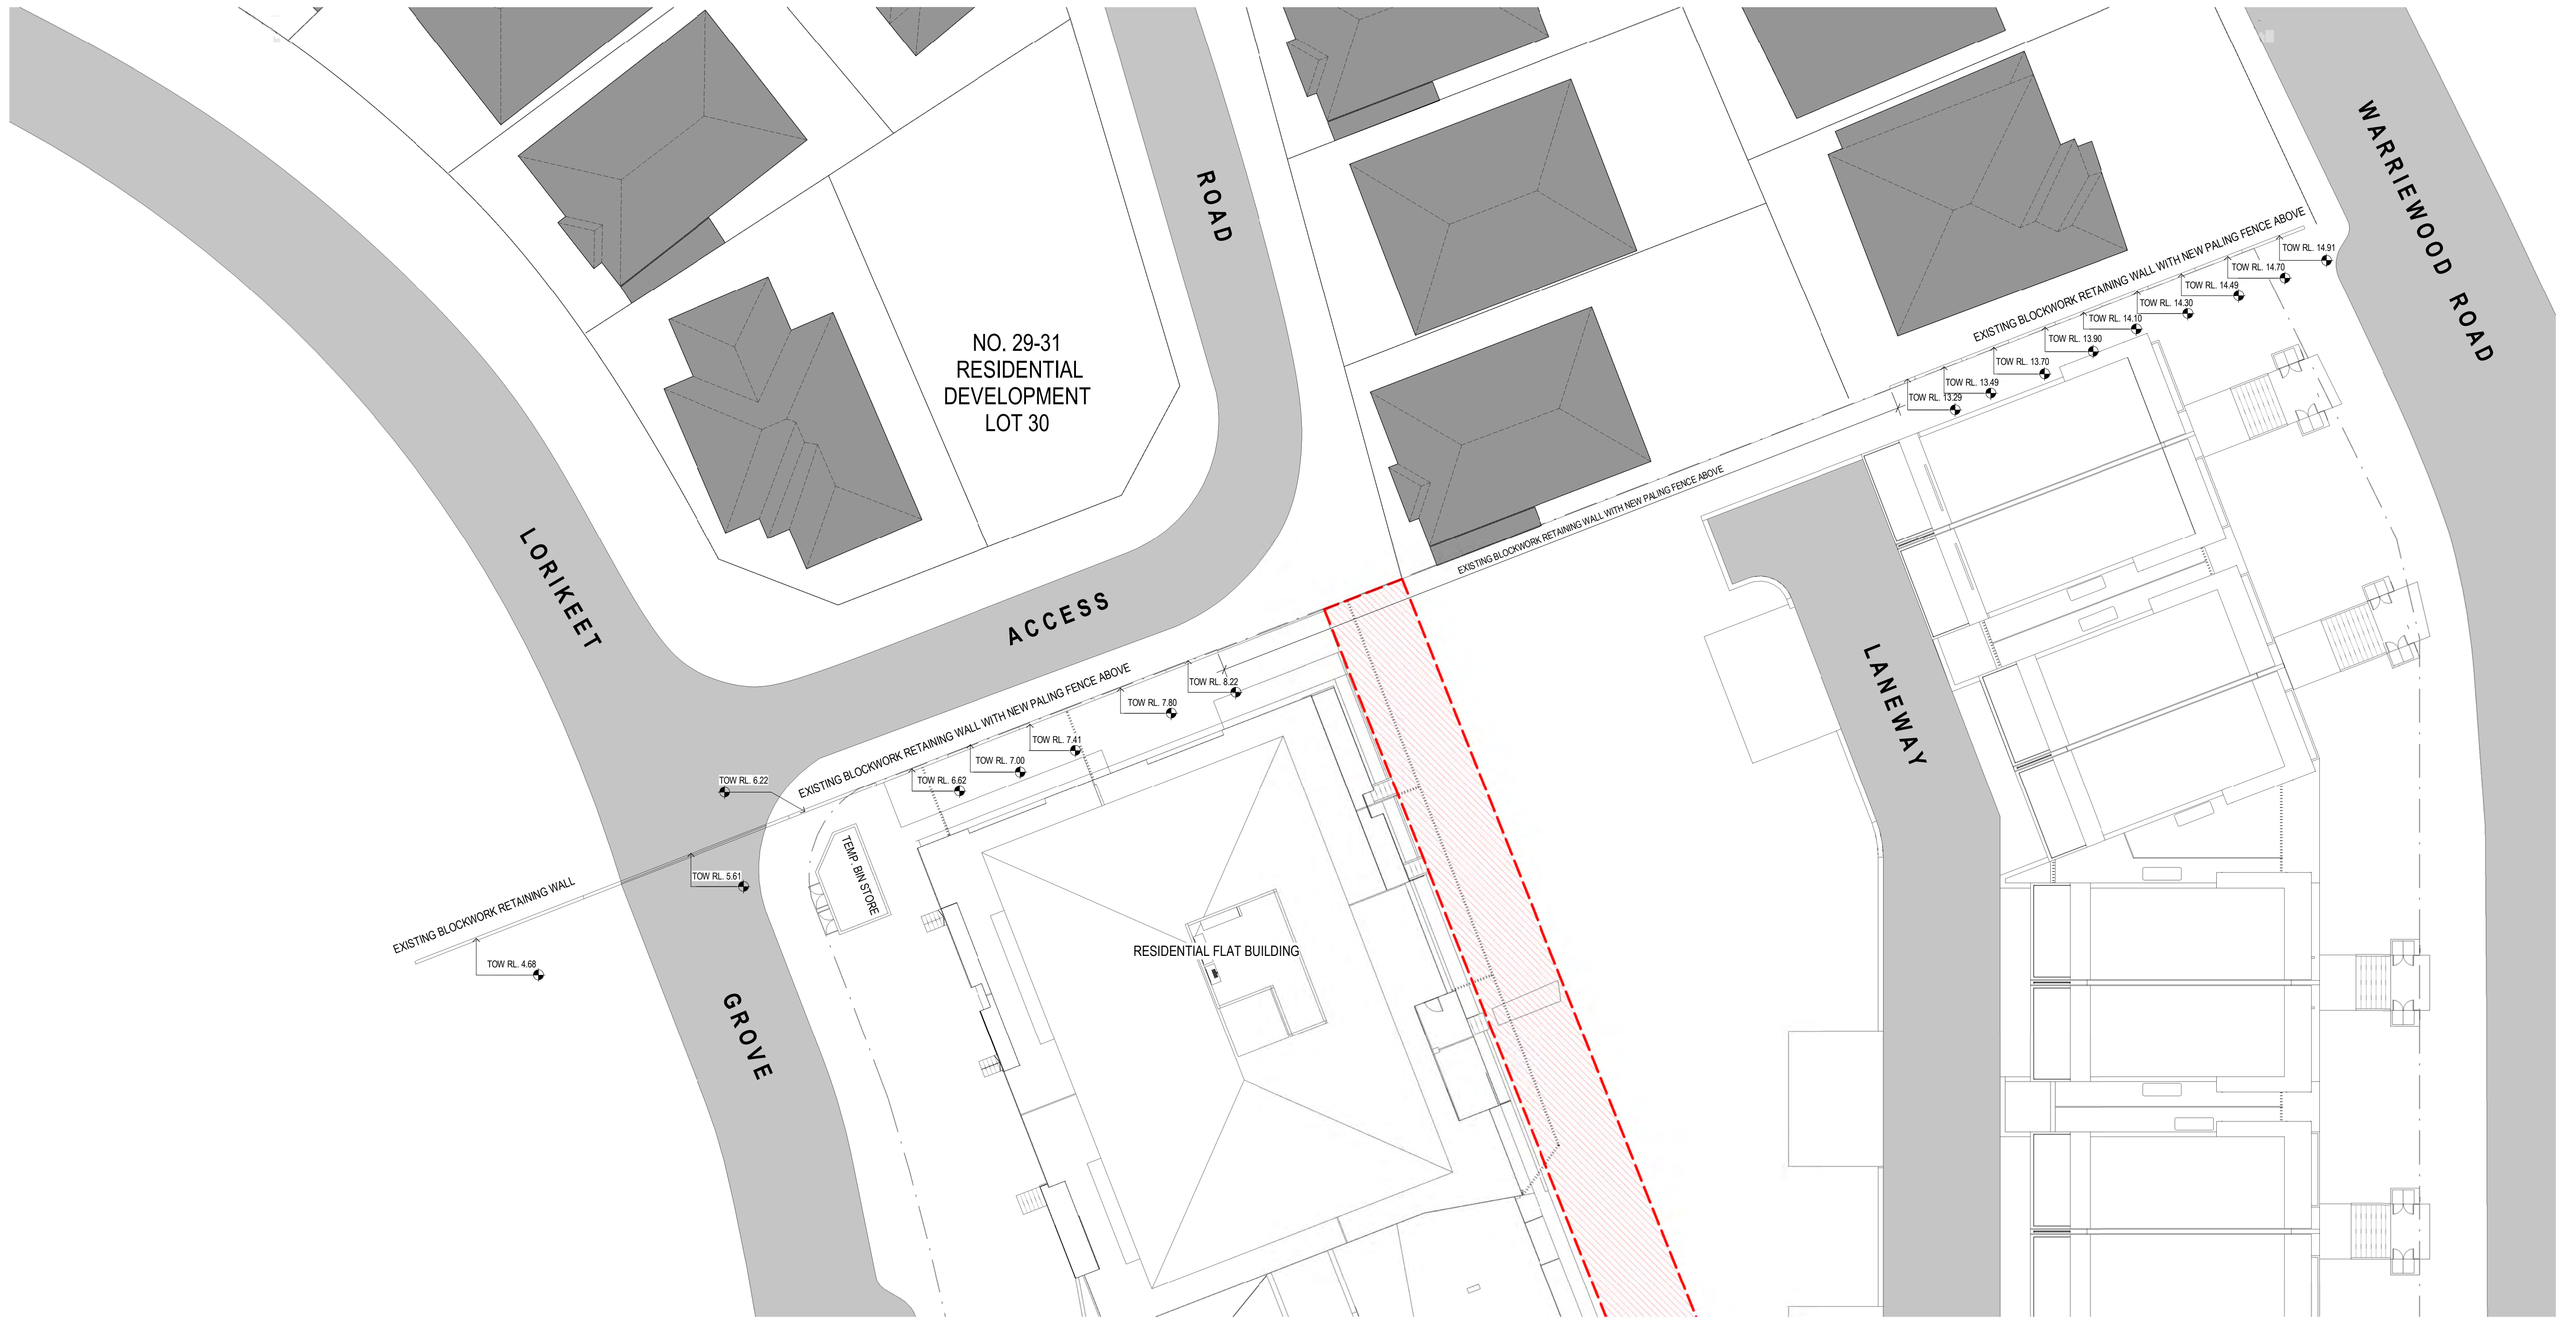 WARRIEWOOD ROAD
ROAD
EXISTING BLOCKWORK RETAINING WALL WITH NEW PALING FENCE ABOVE
TOW RL. 14.91
TOW RL. 14.70
TOW RL. 14.49
TOW RL. 14.30
TOW RL. 14.10
TOW RL. 13.90
TOW RL. 13.70
TOW RL. 13.49
TOW RL. 13.29
NO. 29-31
RESIDENTIAL
DEVELOPMENT
LOT 30
EXISTING BLOCKWORK RETAINING WALL WITH NEW PALING FENCE ABOVE
LORIKEET
ACCESS
LANEWAY
EXISTING BLOCKWORK RETAINING WALL WITH NEW PALING FENCE ABOVE
TOW RL. 8.22
TOW RL. 7.80
TOW RL. 7.41
TOW RL. 7.00
TOW RL. 6.62
TOW RL. 6.22
TEMP. BIN STORE
TOW RL. 5.61
EXISTING BLOCKWORK RETAINING WALL
TOW RL. 4.68
RESIDENTIAL FLAT BUILDING
GROVE